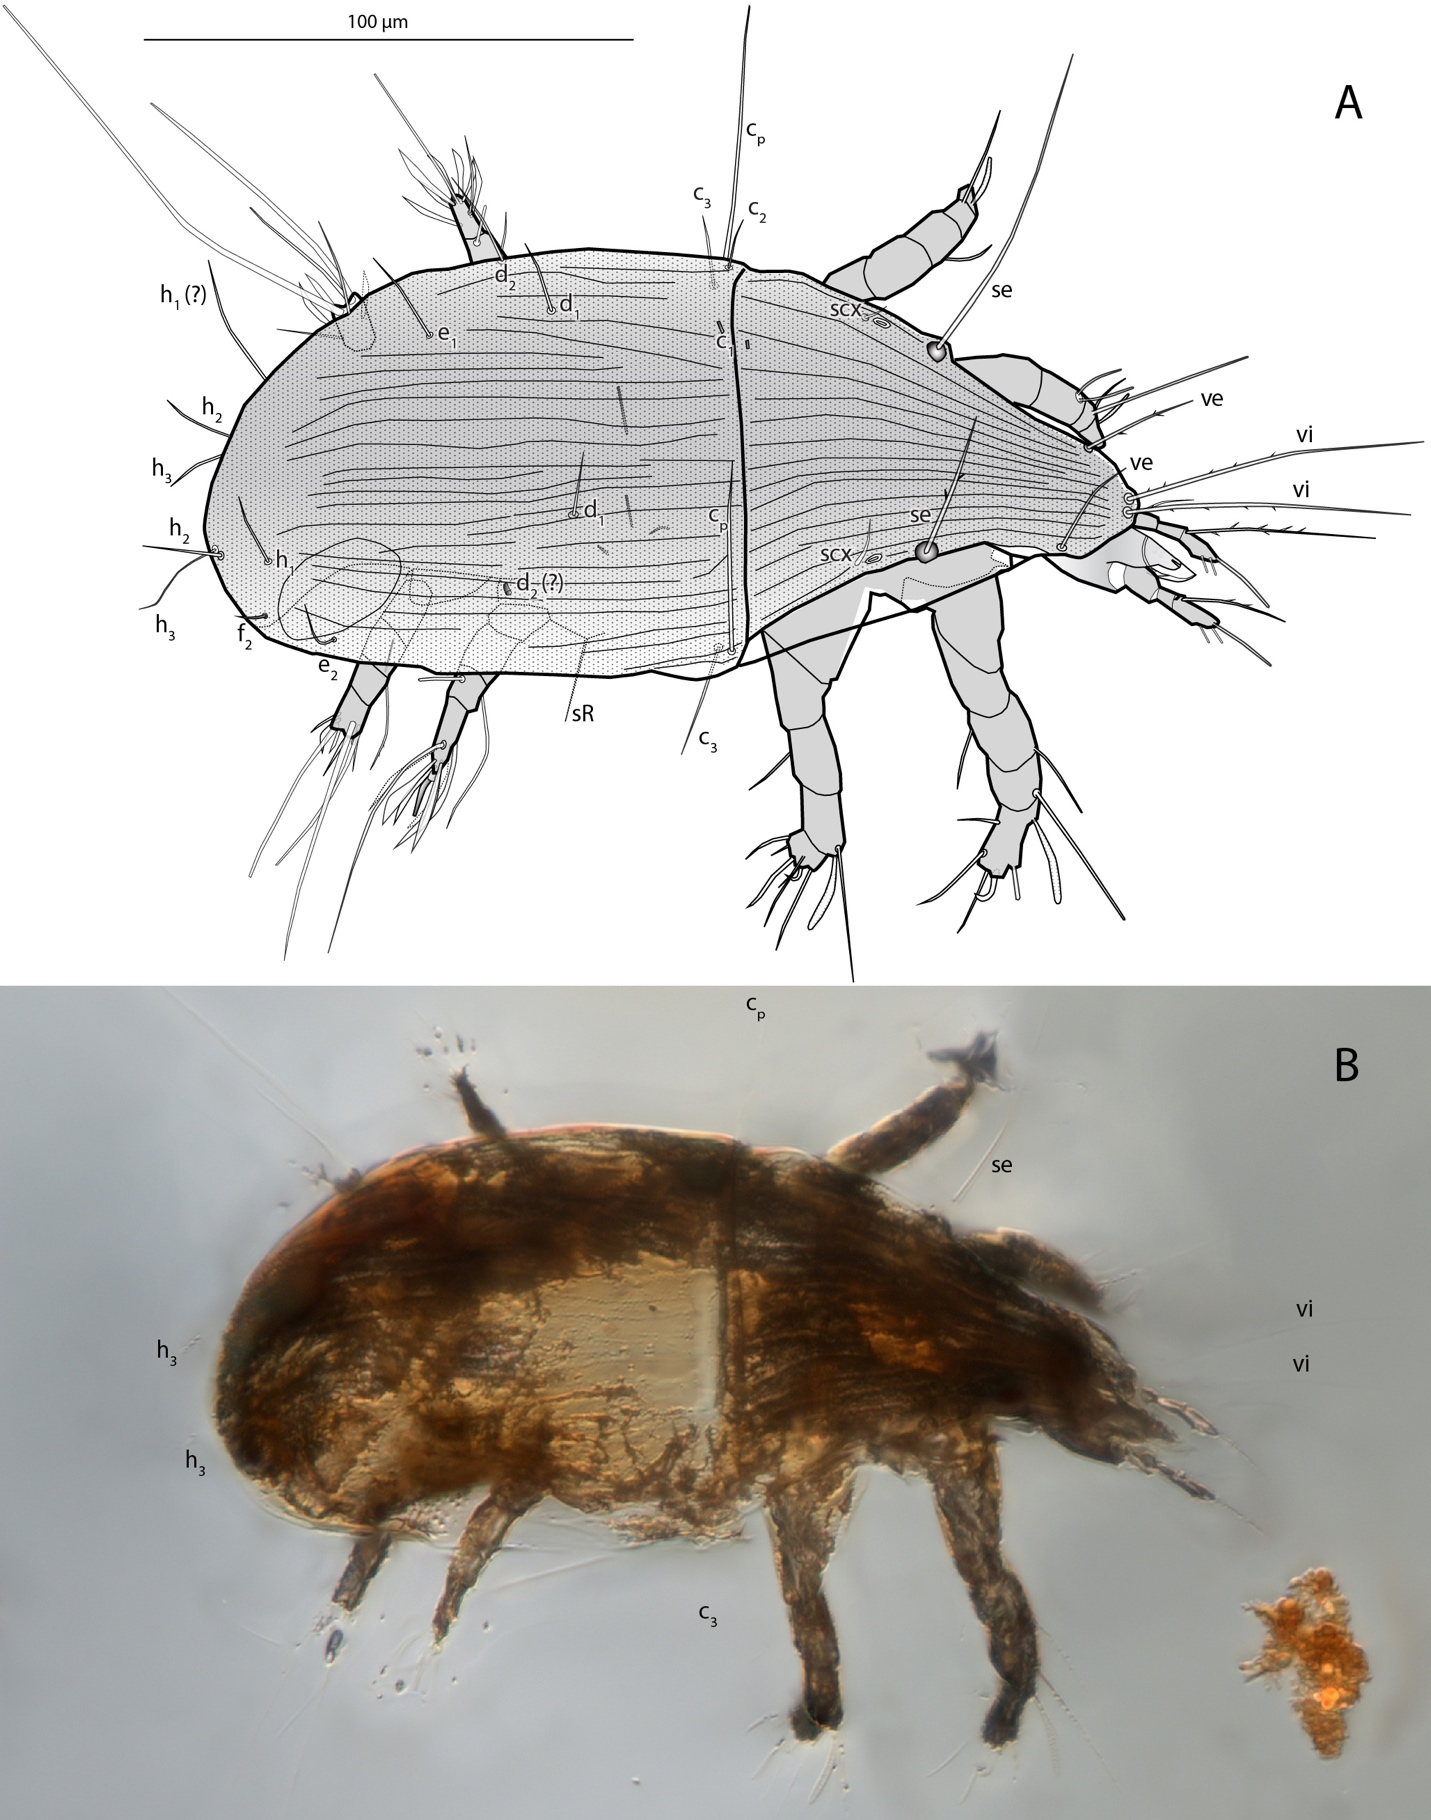 100 µm
A
cp
c3
c2
se
d2
h1 (?)
d1
scx
e1
c1
ve
h2
vi
h3
ve
vi
d1
cp
se
h2
scx
h1
d2 (?)
h3
f2
e2
sR
c3
cp
B
se
vi
h3
vi
h3
c3